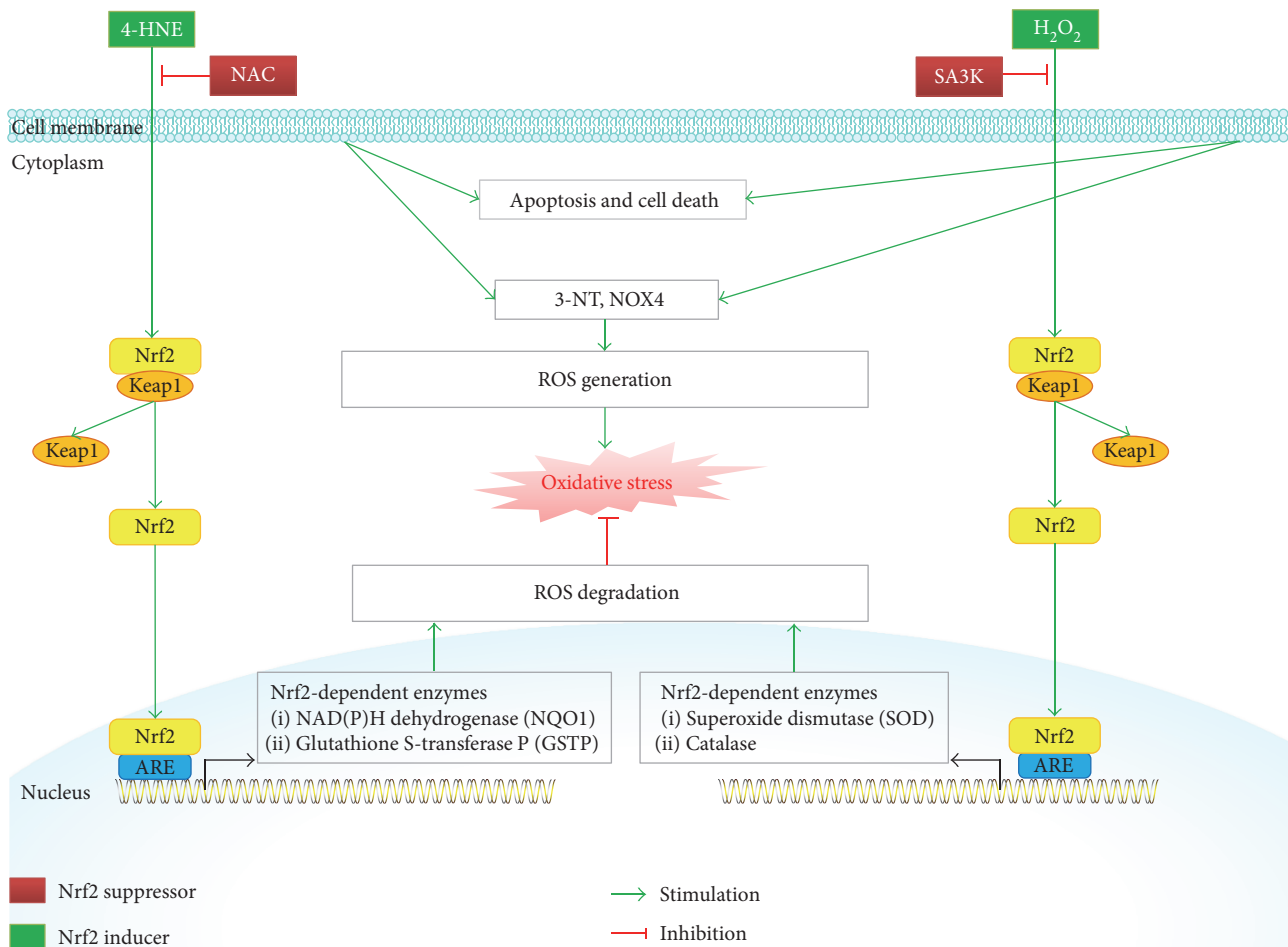 4-HNE
H₂O₂
NAC
SA3K
Cell membrane
Cytoplasm
Apoptosis and cell death
3-NT, NOX4
Nrf2
Keap1
ROS generation
Nrf2
Keap1
Keap1
Keap1
Oxidative stress
Nrf2
Nrf2
ROS degradation
Nrf2-dependent enzymes
(i) NAD(P)H dehydrogenase (NQO1)
(ii) Glutathione S-transferase P (GSTP)
Nrf2-dependent enzymes
(i) Superoxide dismutase (SOD)
(ii) Catalase
Nrf2
ARE
Nrf2
ARE
Nucleus
Nrf2 suppressor
Stimulation
Nrf2 inducer
Inhibition